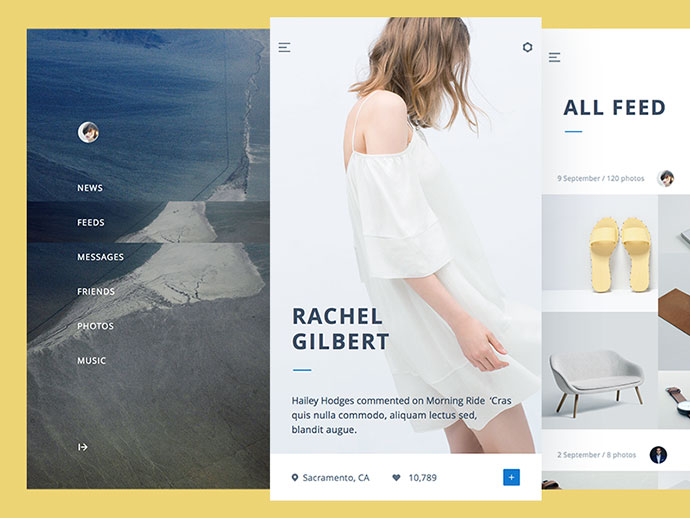 NEWS
FEEDS
MESSAGES
FRIENDS
PHOTOS
MUSIC
RACHEL
GILBERT
Hailey Hodges commented on Morning Ride ‘Cras
quis nulla commodo, aliquam lectus sed,
blandit augue.
Sacramento, CA
10,789
+
ALL FEED
9 September / 120 photos
2 September / 8 photos